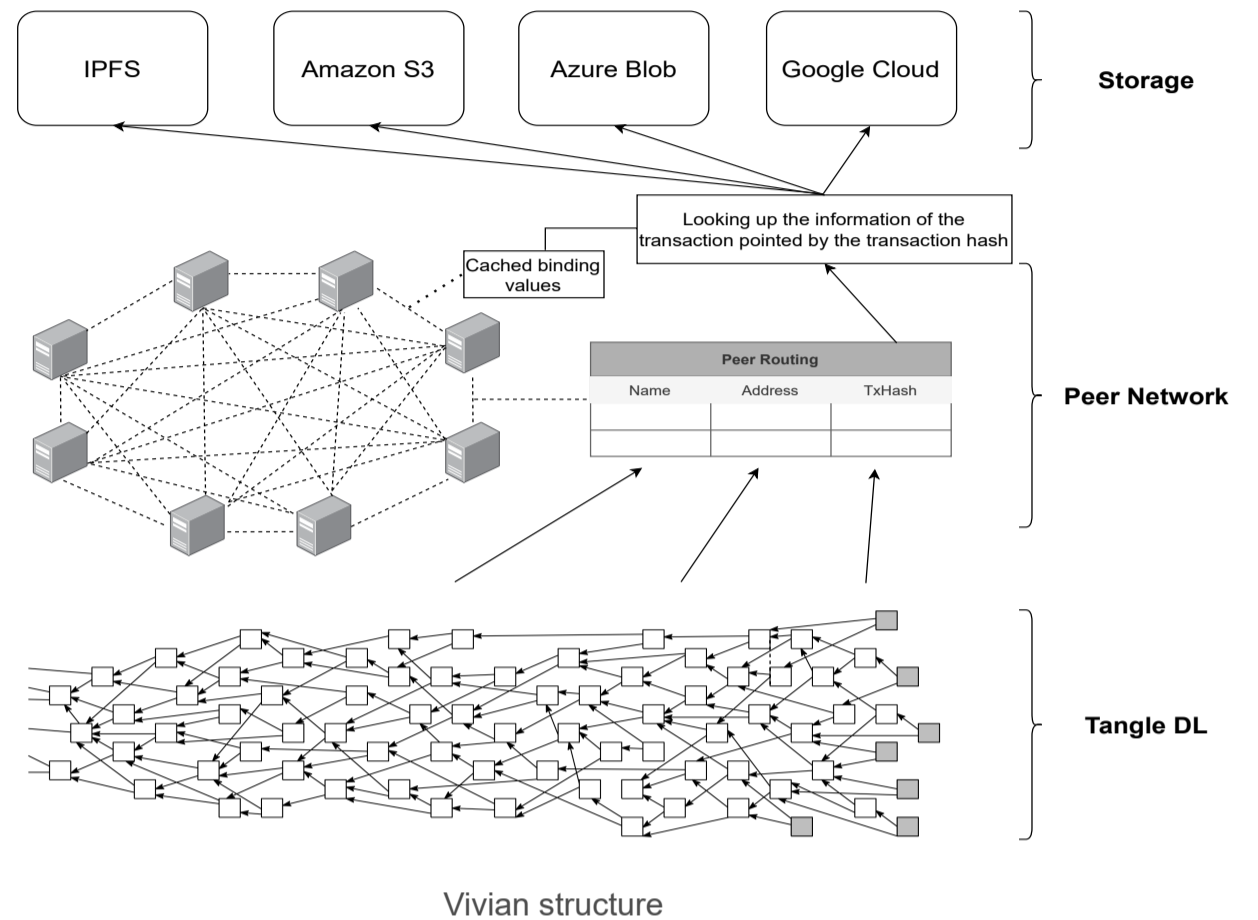 IPFS
Amazon S3
Azure Blob
Google Cloud
Storage
Looking up the information of the
transaction pointed by the transaction hash
Cached binding
values
Peer Routing
Name
Address
TxHash
Peer Network
Tangle DL
Vivian structure